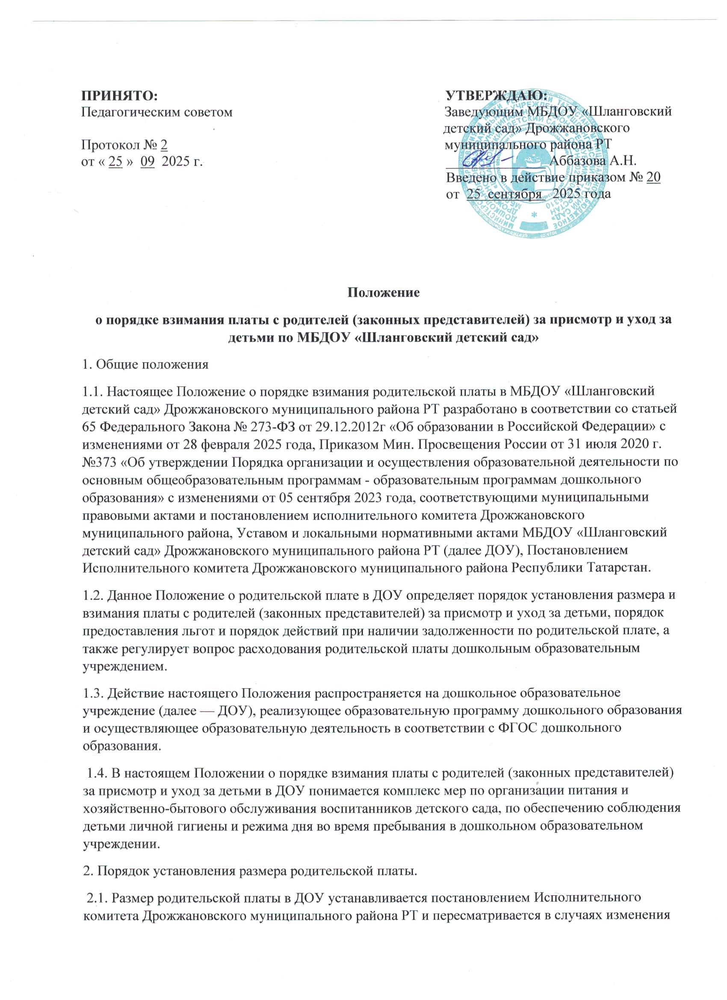 ПРИНЯТО:
Педагогическим советом
Протокол № 2
от « 25 » 09 2025 г.
УТВЕРЖДАЮ:
Заведующим МБДОУ «Шланговский
детский сад» Дрожжановского
муниципального района РТ
Аббазова А.Н.
Введено в действие приказом № 20
от 25 сентября 2025 года
Положение
о порядке взимания платы с родителей (законных представителей) за присмотр и уход за
детьми по МБДОУ «Шланговский детский сад»
1. Общие положения
1.1. Настоящее Положение о порядке взимания родительской платы в МБДОУ «Шланговский
детский сад» Дрожжановского муниципального района РТ разработано в соответствии со статьей
65 Федерального Закона № 273-ФЗ от 29.12.2012г «Об образовании в Российской Федерации» с
изменениями от 28 февраля 2025 года, Приказом Мин. Просвещения России от 31 июля 2020 г.
№373 «Об утверждении Порядка организации и осуществления образовательной деятельности по
основным общеобразовательным программам - образовательным программам дошкольного
образования» с изменениями от 05 сентября 2023 года, соответствующими муниципальными
правовыми актами и постановлением исполнительного комитета Дрожжановского
муниципального района, Уставом и локальными нормативными актами МБДОУ «Шланговский
детский сад» Дрожжановского муниципального района РТ (далее ДОУ), Постановлением
Исполнительного комитета Дрожжановского муниципального района Республики Татарстан.
1.2. Данное Положение о родительской плате в ДОУ определяет порядок установления размера и
взимания платы с родителей (законных представителей) за присмотр и уход за детьми, порядок
предоставления льгот и порядок действий при наличии задолженности по родительской плате, а
также регулирует вопрос расходования родительской платы дошкольным образовательным
учреждением.
1.3. Действие настоящего Положения распространяется на дошкольное образовательное
учреждение (далее — ДОУ), реализующее образовательную программу дошкольного образования
и осуществляющее образовательную деятельность в соответствии с ФГОС дошкольного
образования.
1.4. В настоящем Положении о порядке взимания платы с родителей (законных представителей)
за присмотр и уход за детьми в ДОУ понимается комплекс мер по организации питания и
хозяйственно-бытового обслуживания воспитанников детского сада, по обеспечению соблюдения
детьми личной гигиены и режима дня во время пребывания в дошкольном образовательном
учреждении.
2. Порядок установления размера родительской платы.
2.1. Размер родительской платы в ДОУ устанавливается постановлением Исполнительного
комитета Дрожжановского муниципального района РТ и пересматривается в случаях изменения